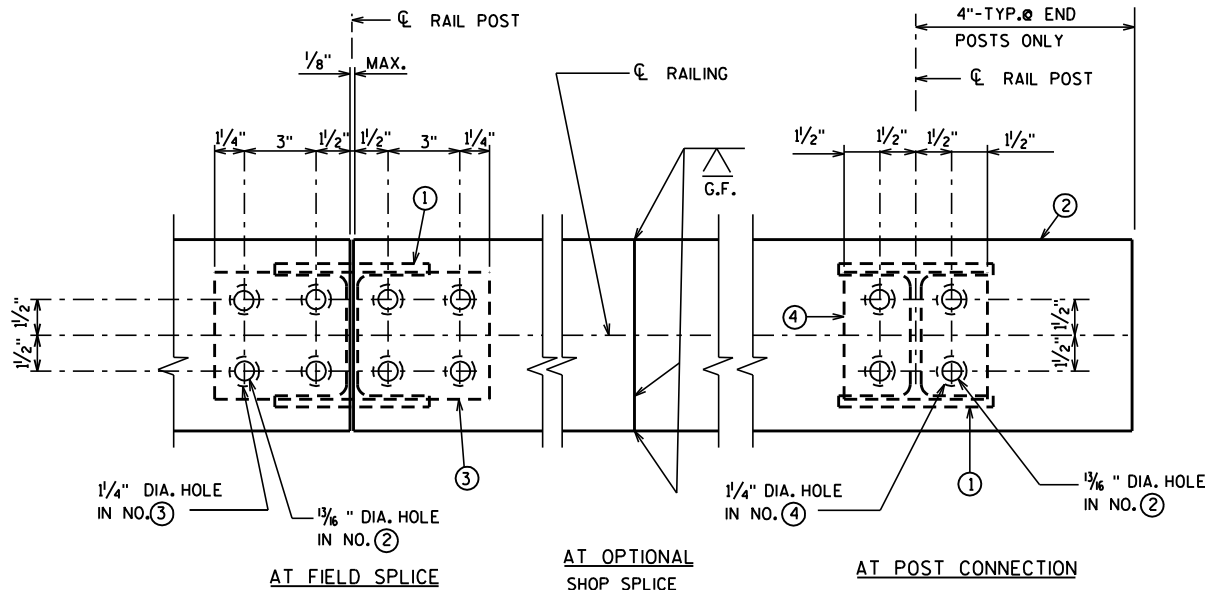 ℄ RAIL POST
4"-TYP.@ END
POSTS ONLY
1/8" MAX.
℄ RAILING
℄ RAIL POST
1 1/4" 3" 1 1/2" 1 1/2" 3" 1 1/4"
1 1/2" 1 1/2" 1 1/2" 1 1/2"
G.F.
1
2
1 1/2"
1 1/2"
4
1 1/2"
1 1/2"
3
1
1 1/4" DIA. HOLE
IN NO. 3
13/16" DIA. HOLE
IN NO. 2
1 1/4" DIA. HOLE
IN NO. 4
13/16" DIA. HOLE
IN NO. 2
AT FIELD SPLICE
AT OPTIONAL
SHOP SPLICE
AT POST CONNECTION